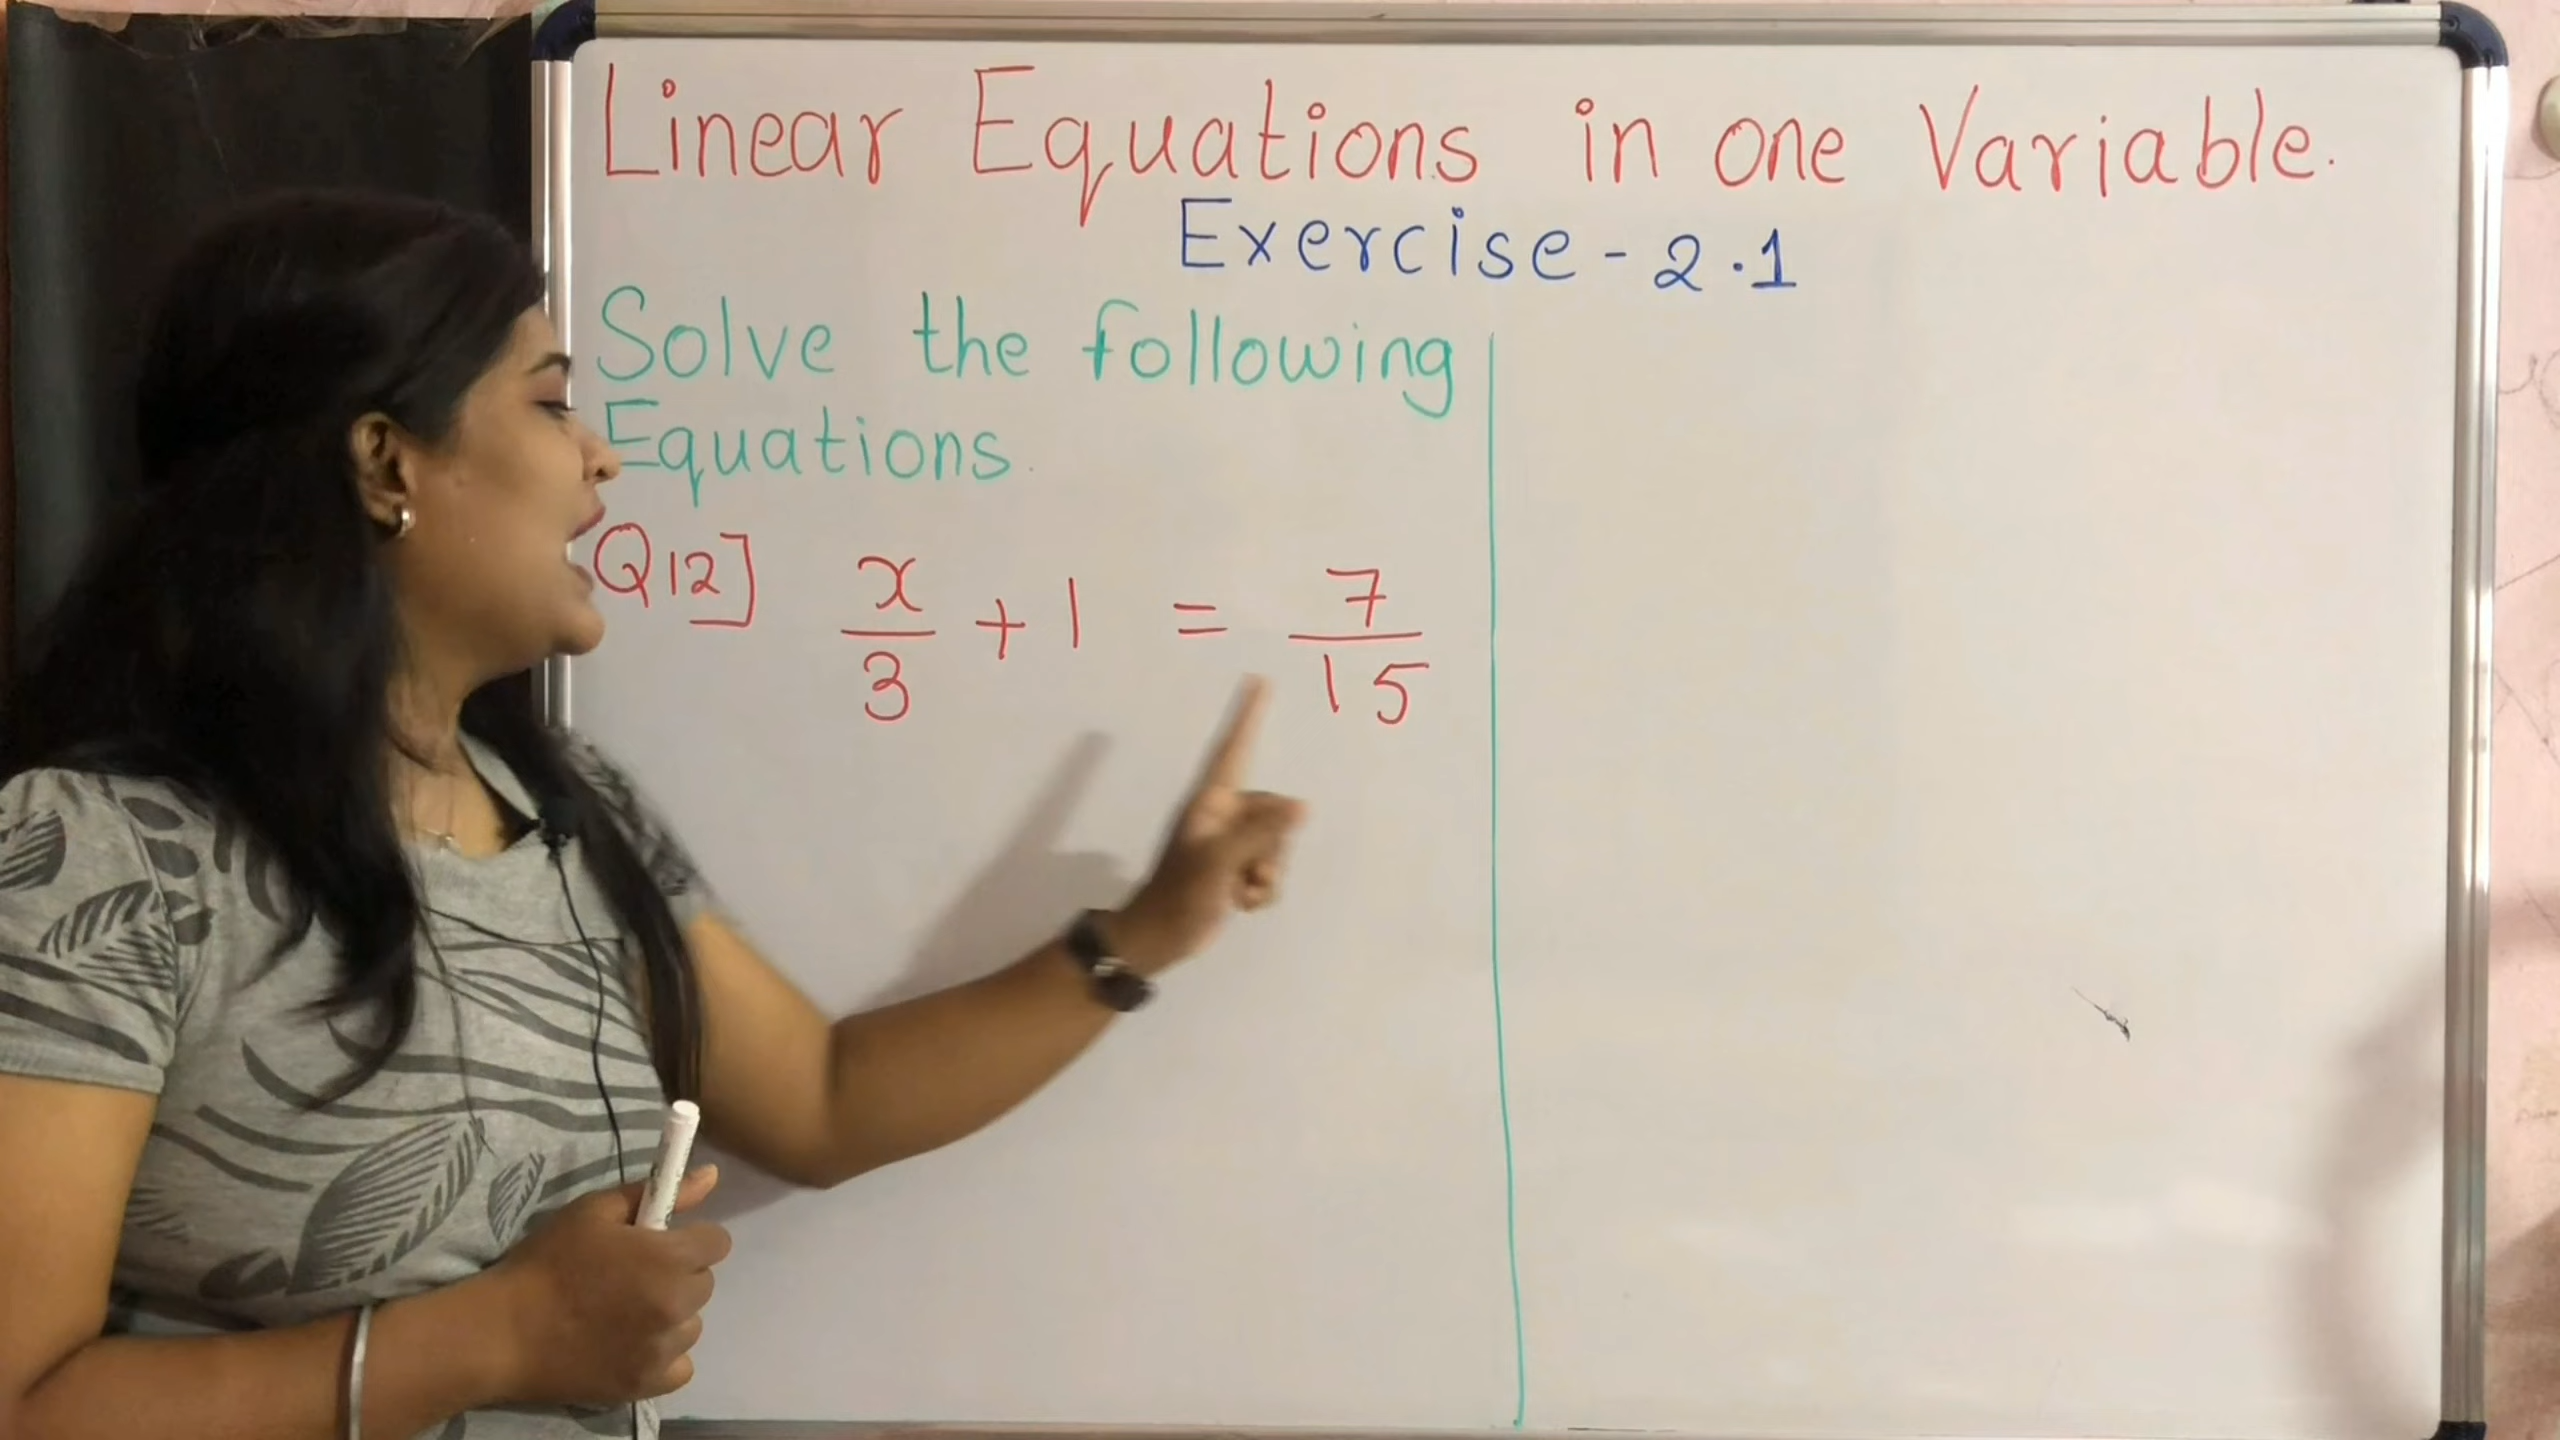 Linear Equations in one Variable.
Exercise - 2.1
Solve the following
Equations.
Q12] x/3 + 1 = 7/15